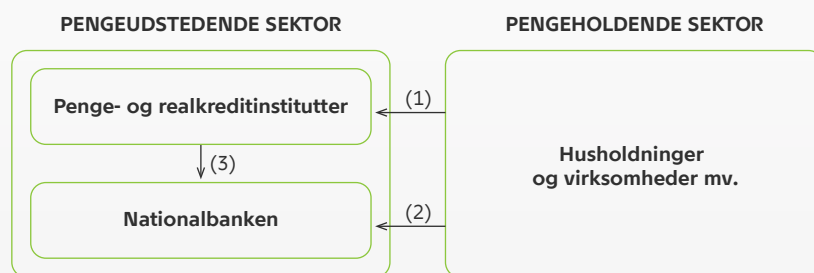 PENGEUDSTEDENDE SEKTOR
PENGEHOLDENDE SEKTOR
Penge- og realkreditinstitutter
(1)
(3)
Husholdninger
og virksomheder mv.
Nationalbanken
(2)